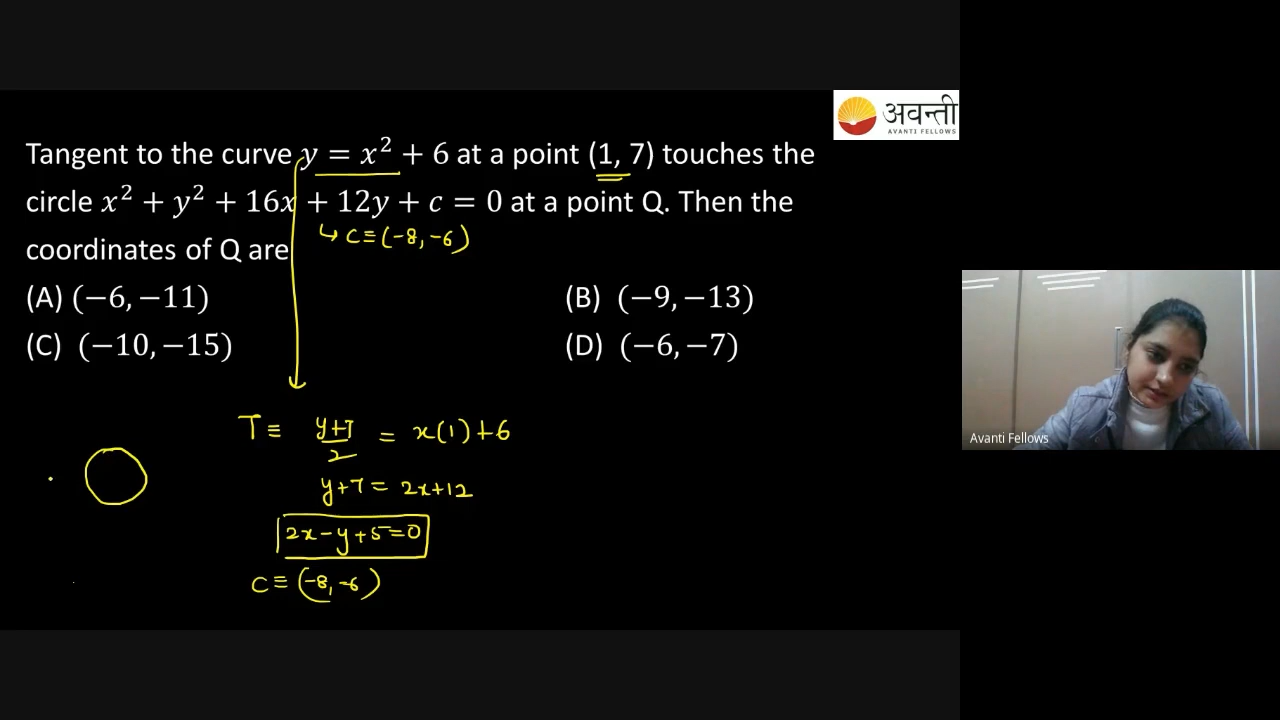 अवन्ती
AVANTI FELLOWS
Tangent to the curve y = x² + 6 at a point (1, 7) touches the
circle x² + y² + 16x + 12y + c = 0 at a point Q. Then the
↳ C ≡ (-8, -6)
coordinates of Q are
(A) (−6, −11)
(B) (−9, −13)
(C) (−10, −15)
(D) (−6, −7)
T ≡ y+7/2 = x(1)+6
y+7 = 2x+12
2x-y+5=0
C ≡ (-8, -6)
Avanti Fellows